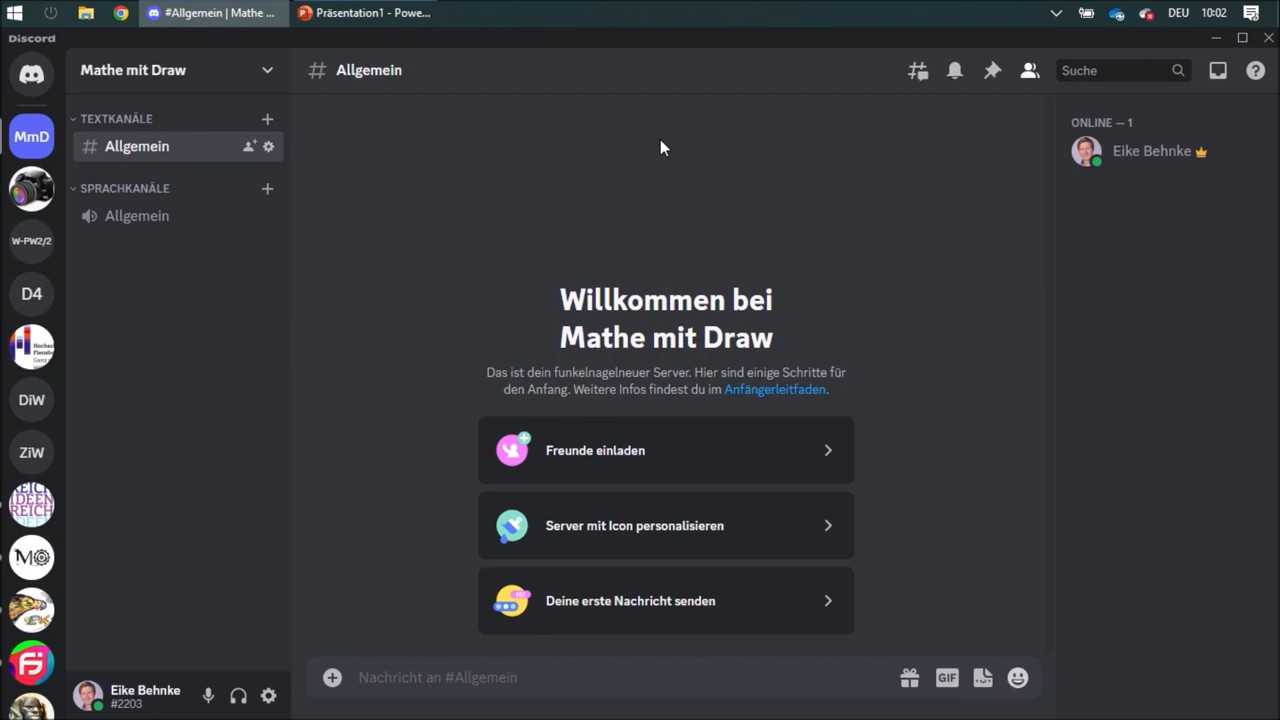 #Allgemein | Mathe ...
Präsentation1 - Powe...
DEU
10:02
Discord
Mathe mit Draw
Allgemein
Suche
TEXTKANÄLE
Allgemein
SPRACHKANÄLE
Allgemein
MmD
W-PW2/2
D4
DiW
ZiW
IDEEN
REICH
Willkommen bei
Mathe mit Draw
Das ist dein funkelnagelneuer Server. Hier sind einige Schritte für
den Anfang. Weitere Infos findest du im Anfängerleitfaden.
Freunde einladen
Server mit Icon personalisieren
Deine erste Nachricht senden
Nachricht an #Allgemein
GIF
ONLINE — 1
Eike Behnke
Eike Behnke
#2203